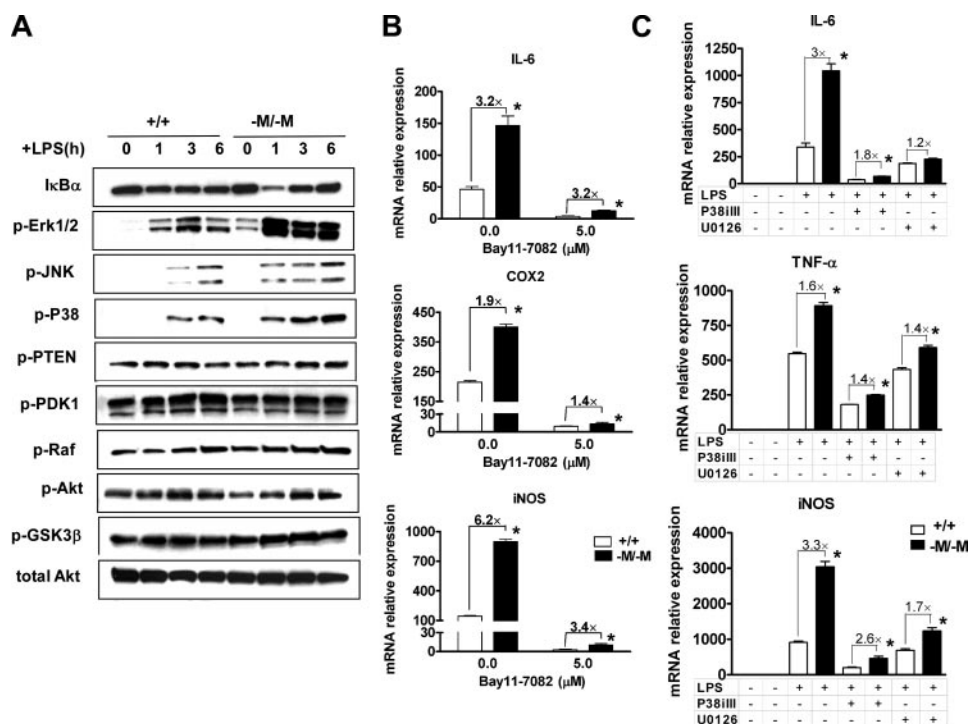 A
+/+ -M/-M
+LPS(h) 0 1 3 6 0 1 3 6
IκBα
p-Erk1/2
p-JNK
p-P38
p-PTEN
p-PDK1
p-Raf
p-Akt
p-GSK3β
total Akt
B
IL-6
mRNA relative expression
150
100
50
0
3.2×
*
3.2×
*
0.0 5.0
Bay11-7082 (μM)
COX2
mRNA relative expression
400
275
150
30
0
1.9×
*
1.4×
*
0.0 5.0
Bay11-7082 (μM)
iNOS
mRNA relative expression
1000
700
400
100
30
0
6.2×
*
3.4×
*
+/+
-M/-M
0.0 5.0
Bay11-7082 (μM)
C
IL-6
mRNA relative expression
1250
1000
750
500
250
0
3×
*
1.8×
*
1.2×
LPS - - + + + + + +
P38iIII - - + +
U0126 - - + +
TNF-α
mRNA relative expression
1000
750
500
250
0
1.6×
*
1.4×
*
1.4×
*
LPS - - + + + + + +
P38iIII - - + +
U0126 - - + +
iNOS
mRNA relative expression
4000
3000
2000
1000
0
3.3×
*
2.6×
*
1.7×
*
+/+
-M/-M
LPS - - + + + + + +
P38iIII - - + +
U0126 - - + +